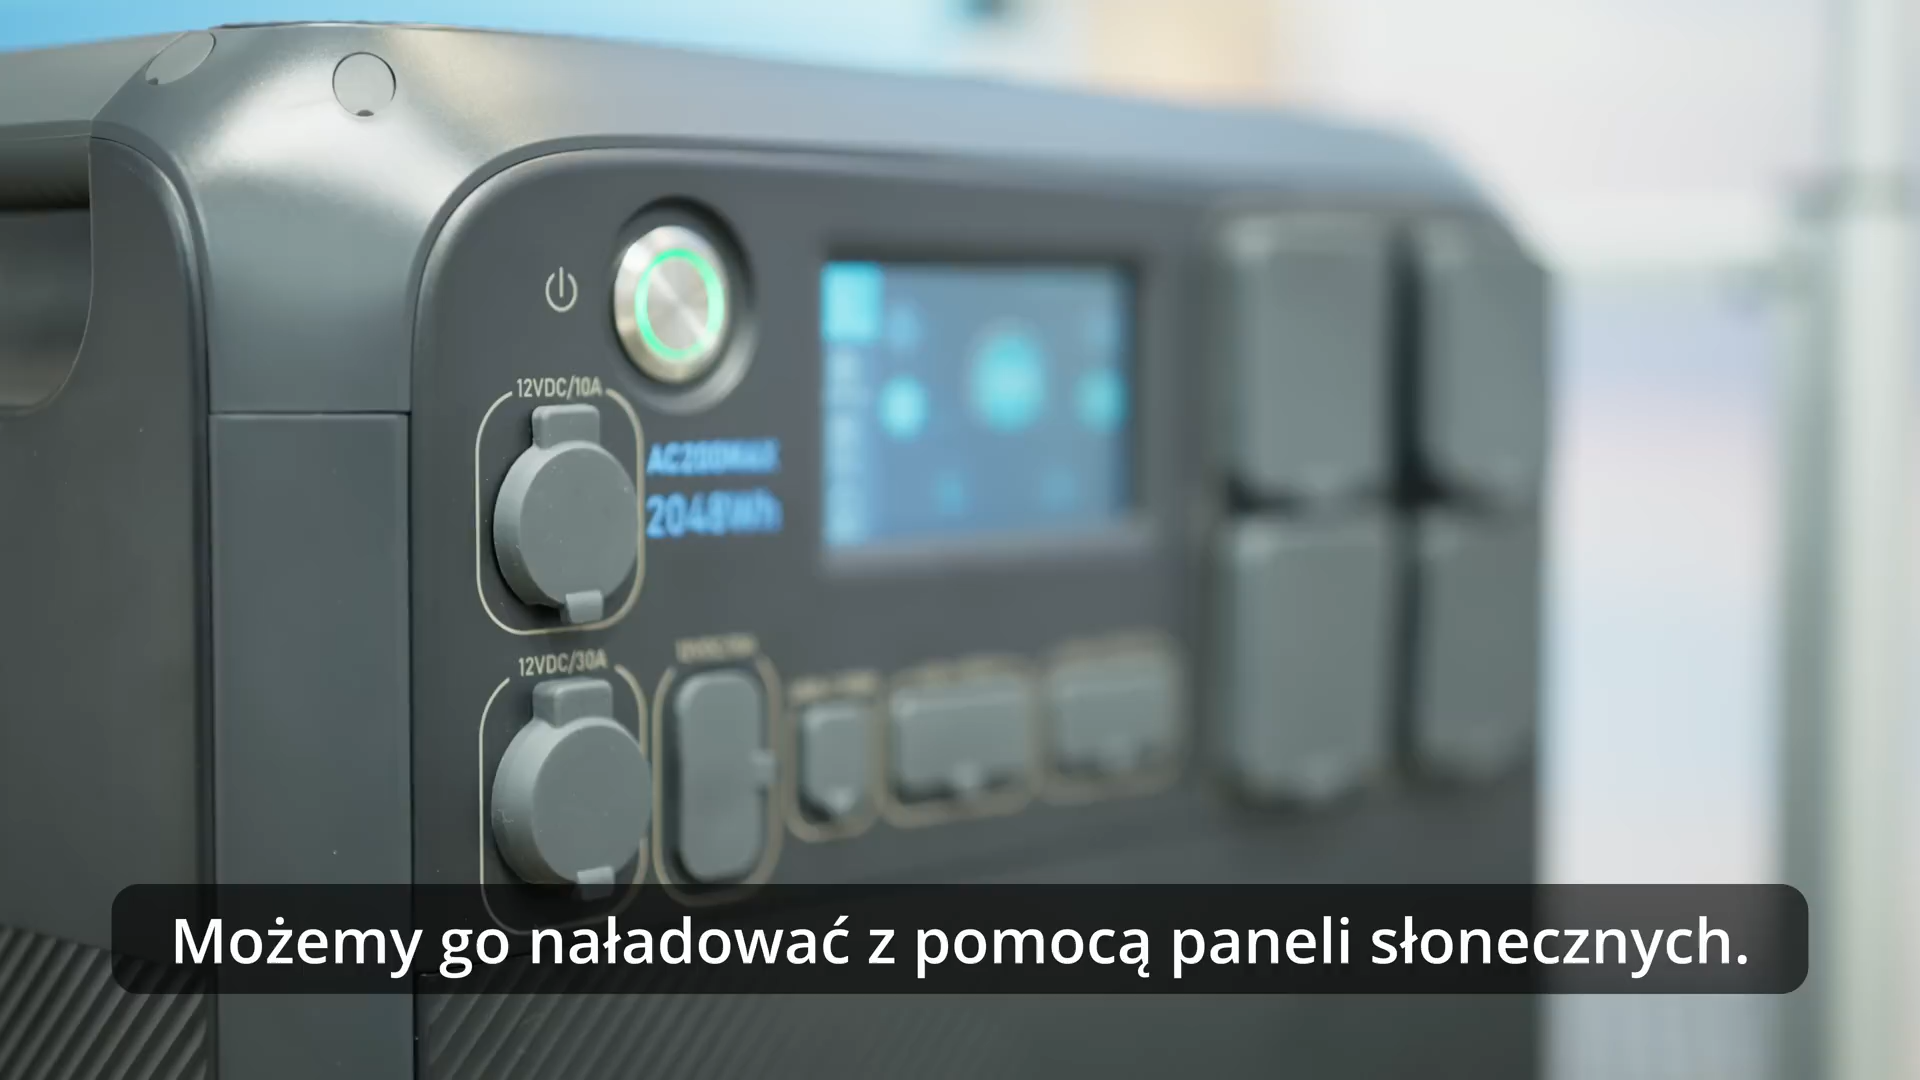 12VDC/10A
AC200MAX
2048Wh
12VDC/30A
Możemy go naładować z pomocą paneli słonecznych.